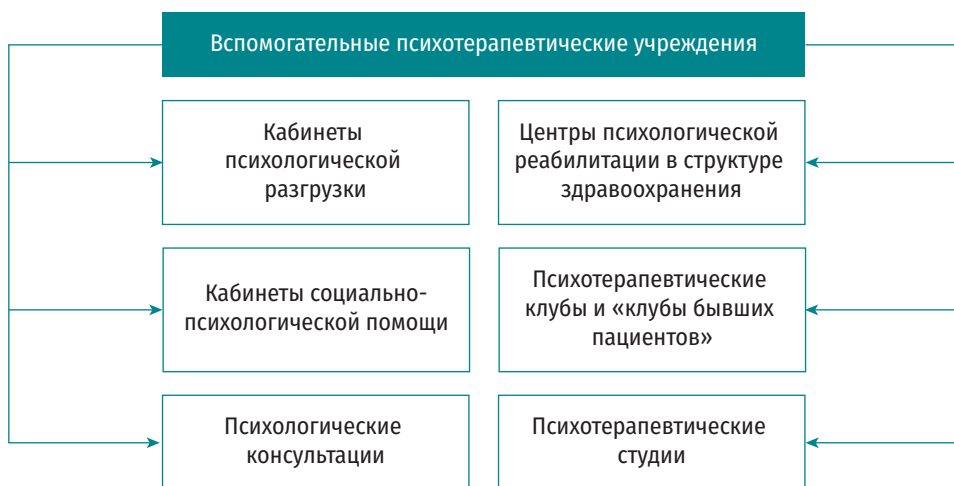 Вспомогательные психотерапевтические учреждения
Кабинеты
психологической
разгрузки
Центры психологической
реабилитации в структуре
здравоохранения
Кабинеты социально-
психологической помощи
Психотерапевтические
клубы и «клубы бывших
пациентов»
Психологические
консультации
Психотерапевтические
студии